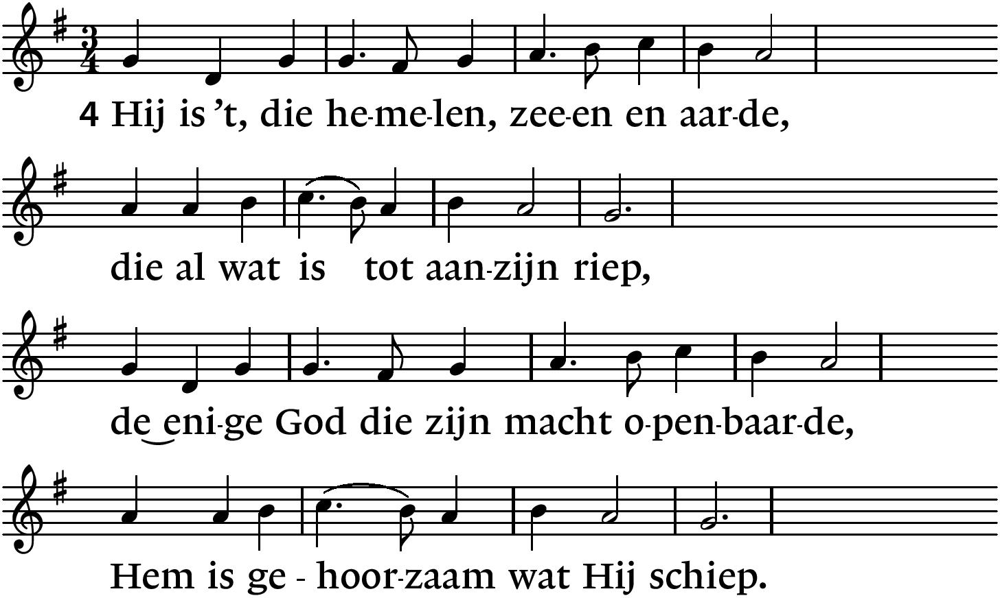 4 Hij is ’t, die he-me-len, zee-en en aar-de,
die al wat is tot aan-zijn riep,
de eni-ge God die zijn macht o-pen-baar-de,
Hem is ge - hoor-zaam wat Hij schiep.